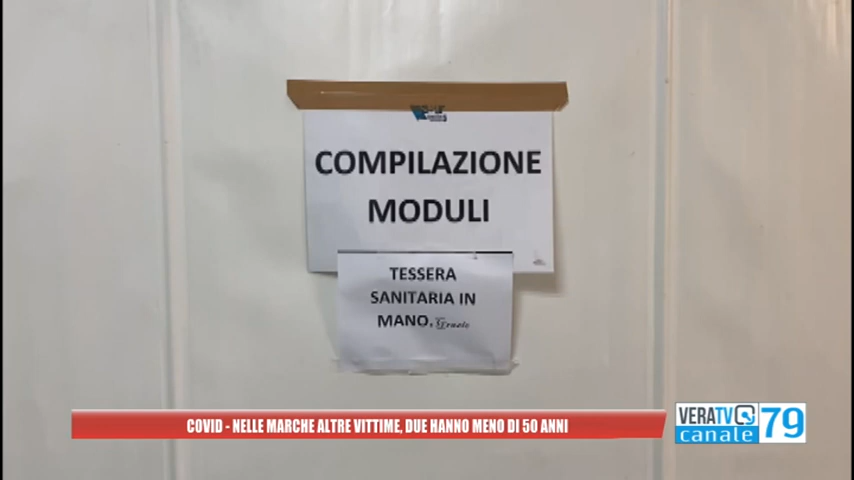 COMPILAZIONE
MODULI
TESSERA
SANITARIA IN
MANO. Grazie
COVID - NELLE MARCHE ALTRE VITTIME, DUE HANNO MENO DI 50 ANNI
VERATV
canale 79